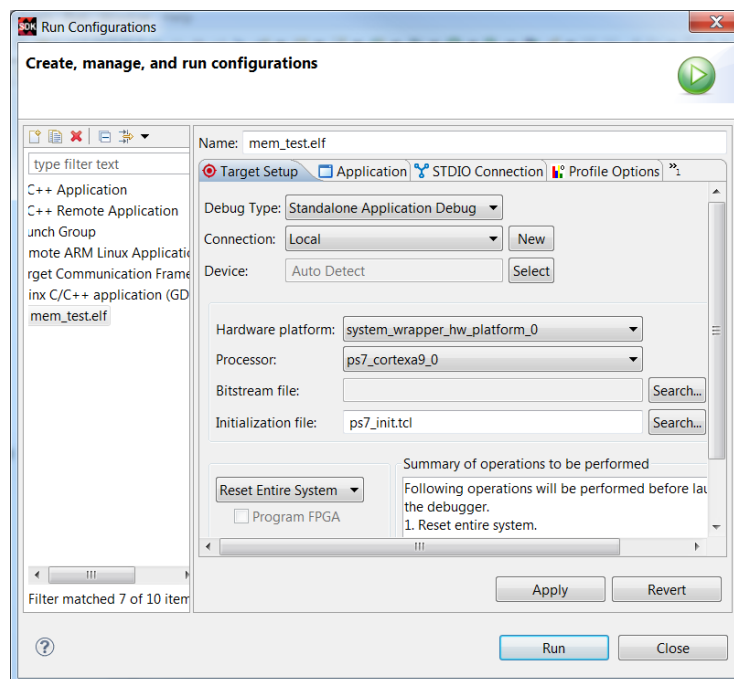 SDK Run Configurations
X
Create, manage, and run configurations
type filter text
C++ Application
C++ Remote Application
unch Group
mote ARM Linux Applicatio
rget Communication Frame
inx C/C++ application (GD
mem_test.elf
Filter matched 7 of 10 item
Name: mem_test.elf
Target Setup Application STDIO Connection Profile Options »1
Debug Type: Standalone Application Debug
Connection: Local New
Device: Auto Detect Select
Hardware platform: system_wrapper_hw_platform_0
Processor: ps7_cortexa9_0
Bitstream file: Search...
Initialization file: ps7_init.tcl Search...
Reset Entire System
Program FPGA
Summary of operations to be performed
Following operations will be performed before lau
the debugger.
1. Reset entire system.
Apply Revert
? Run Close